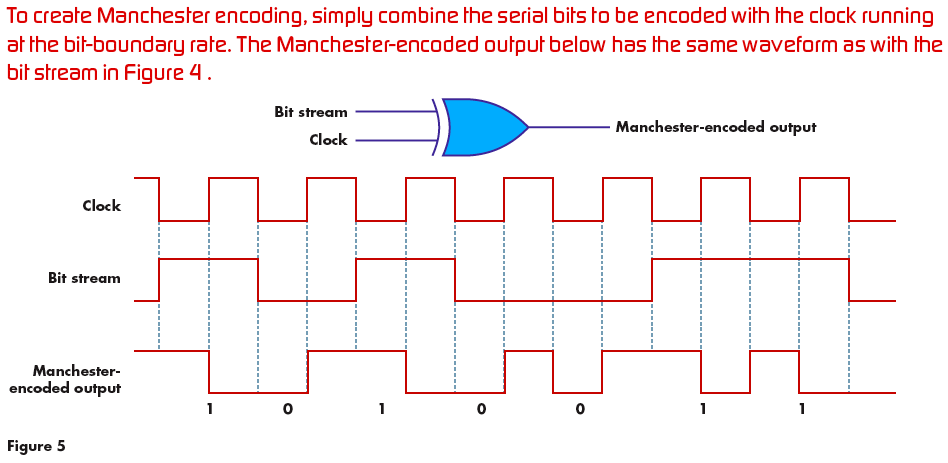 To create Manchester encoding, simply combine the serial bits to be encoded with the clock running
at the bit-boundary rate. The Manchester-encoded output below has the same waveform as with the
bit stream in Figure 4 .
Bit stream
Clock
Manchester-encoded output
Clock
Bit stream
Manchester-
encoded output
1 0 1 0 0 1 1
Figure 5